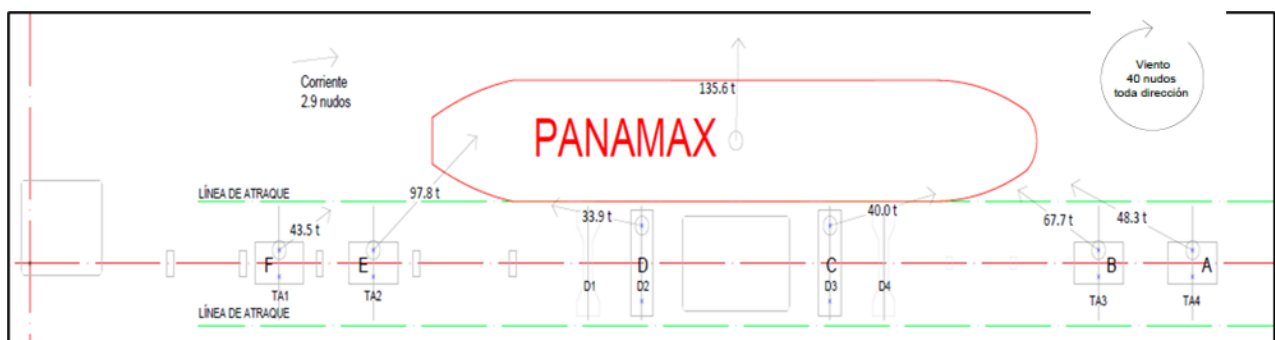 Corriente
2.9 nudos
135.6 t
Viento
40 nudos
toda dirección
PANAMAX
LÍNEA DE ATRAQUE
97.8 t
43.5 t
33.9 t
40.0 t
67.7 t
48.3 t
F
E
D
C
B
A
TA1
TA2
D1
D2
D3
D4
TA3
TA4
LÍNEA DE ATRAQUE